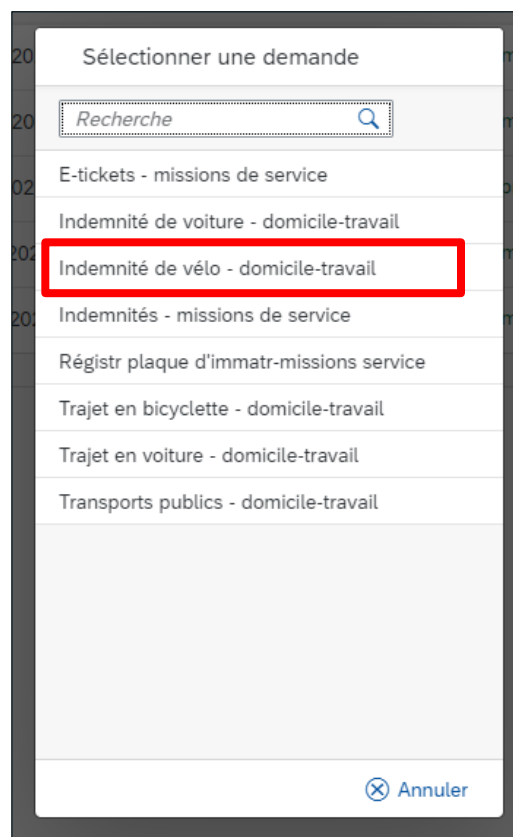 Sélectionner une demande
Recherche
E-tickets - missions de service
Indemnité de voiture - domicile-travail
Indemnité de vélo - domicile-travail
Indemnités - missions de service
Régistr plaque d'immatr-missions service
Trajet en bicyclette - domicile-travail
Trajet en voiture - domicile-travail
Transports publics - domicile-travail
Annuler